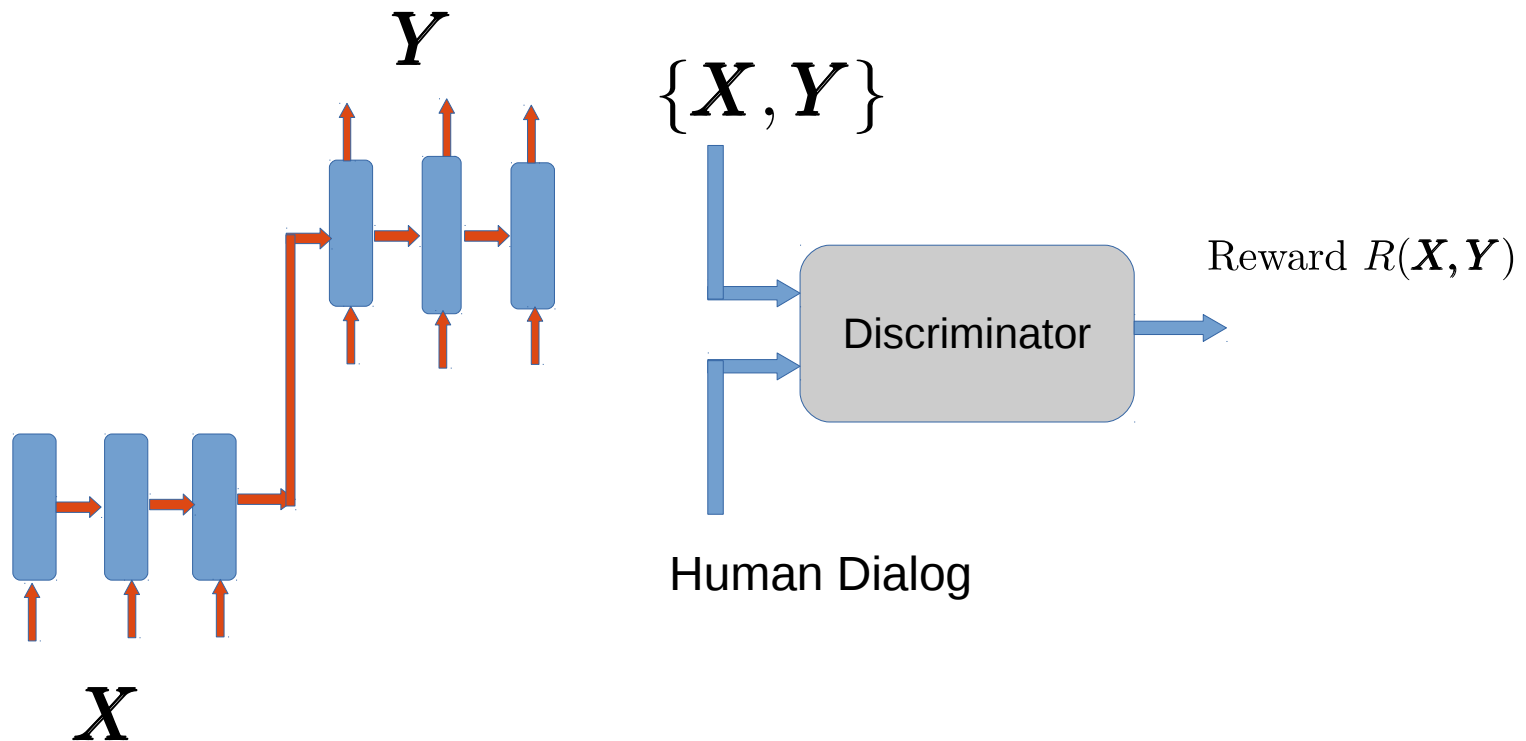 Y
{X, Y}
Reward R(X, Y)
Discriminator
Human Dialog
X